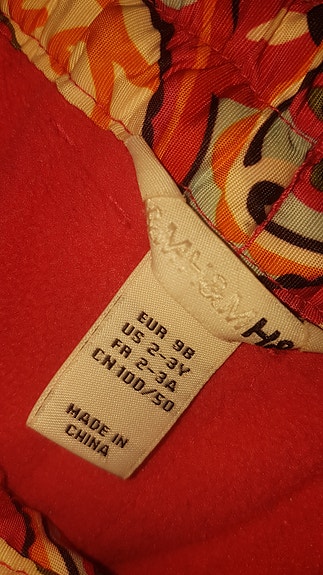 H&M
EUR 98
US 2-3Y
FR 2-3A
CN 100/50
MADE IN
CHINA